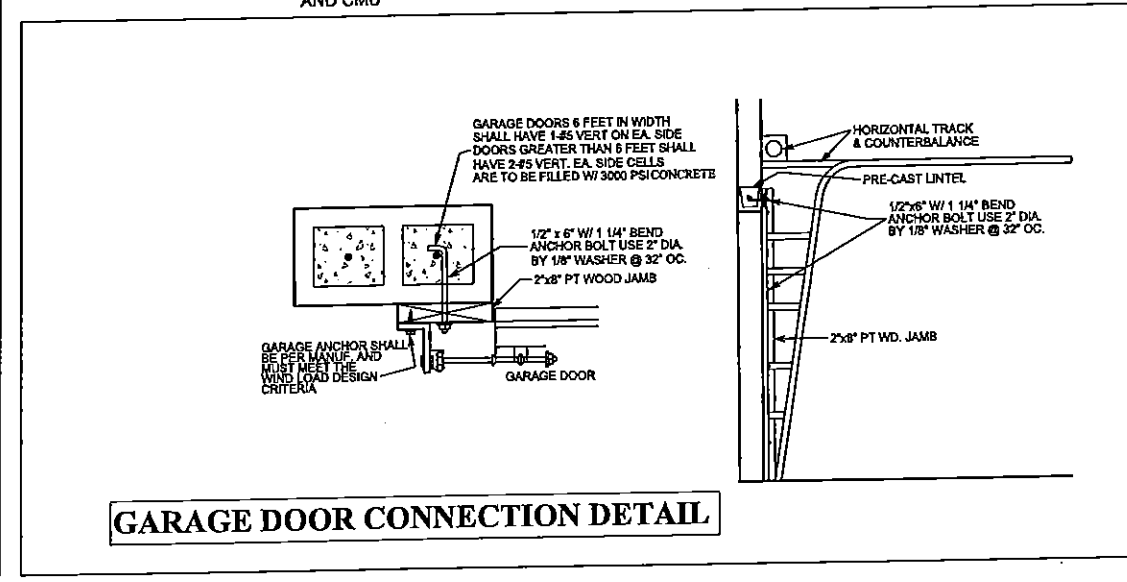 AND CMU
GARAGE DOORS 6 FEET IN WIDTH
SHALL HAVE 1-#5 VERT ON EA. SIDE
DOORS GREATER THAN 6 FEET SHALL
HAVE 2-#5 VERT. EA. SIDE CELLS
ARE TO BE FILLED W/ 3000 PSI CONCRETE
1/2" x 6" W/ 1 1/4" BEND
ANCHOR BOLT USE 2" DIA.
BY 1/8" WASHER @ 32" OC.
2"x8" PT WOOD JAMB
GARAGE ANCHOR SHALL
BE PER MANUF. AND
MUST MEET THE
WIND LOAD DESIGN
CRITERIA
GARAGE DOOR
HORIZONTAL TRACK
& COUNTERBALANCE
PRE-CAST LINTEL
1/2"x6" W/ 1 1/4" BEND
ANCHOR BOLT USE 2" DIA.
BY 1/8" WASHER @ 32" OC.
2"x8" PT WD. JAMB
GARAGE DOOR CONNECTION DETAIL